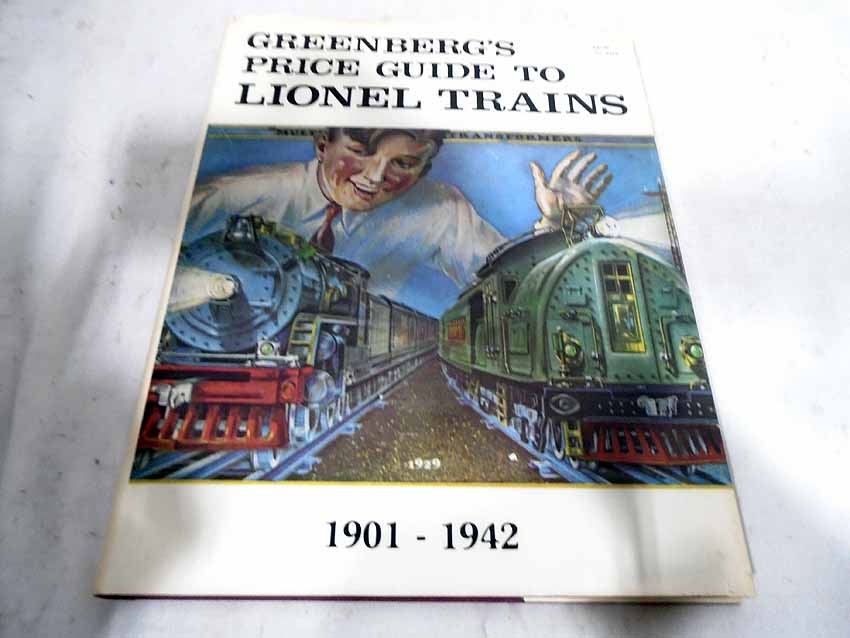 GREENBERG'S
PRICE GUIDE TO
LIONEL TRAINS
TRANSFORMERS
1929
1901 - 1942